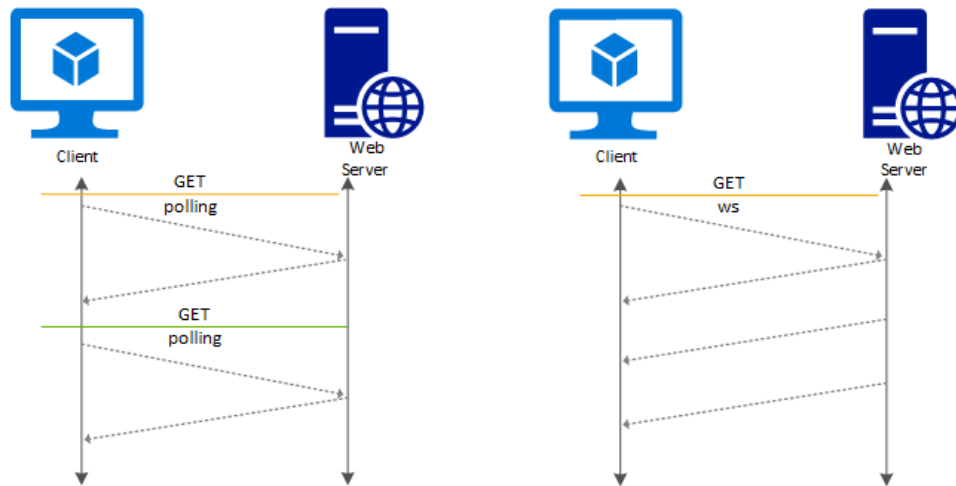 Client
Web
Server
GET
polling
GET
polling
Client
Web
Server
GET
ws